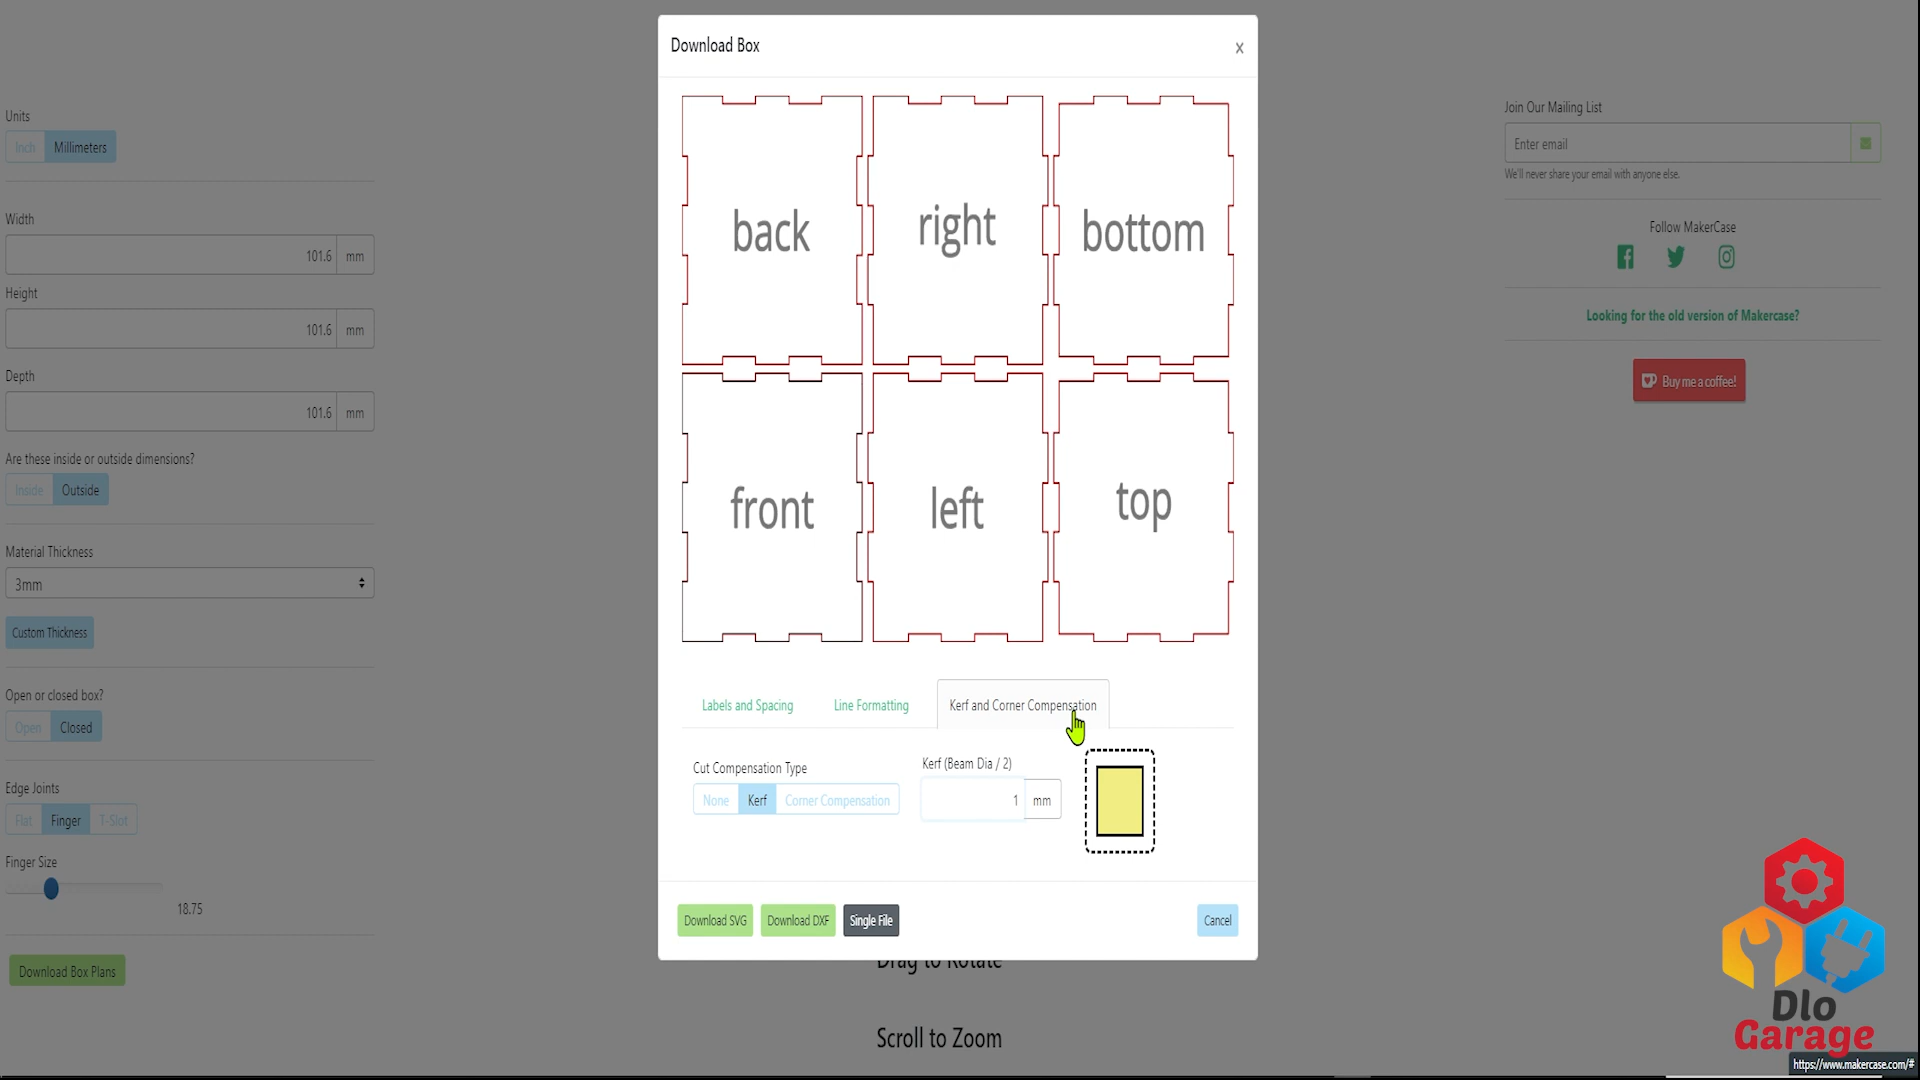 Download Box
x
Units
Inch Millimeters
Width
101.6 mm
Height
101.6 mm
Depth
101.6 mm
Are these inside or outside dimensions?
Inside Outside
Material Thickness
3mm
Custom Thickness
Open or closed box?
Open Closed
Edge Joints
Flat Finger T-Slot
Finger Size
18.75
Download Box Plans
back right bottom
front left top
Labels and Spacing Line Formatting Kerf and Corner Compensation
Cut Compensation Type
None Kerf Corner Compensation
Kerf (Beam Dia / 2)
1 mm
Download SVG Download DXF Single File Cancel
Drag to Rotate
Scroll to Zoom
Join Our Mailing List
Enter email
We'll never share your email with anyone else.
Follow MakerCase
Looking for the old version of Makercase?
Buy me a coffee!
Dlo
Garage
https://www.makercase.com/#